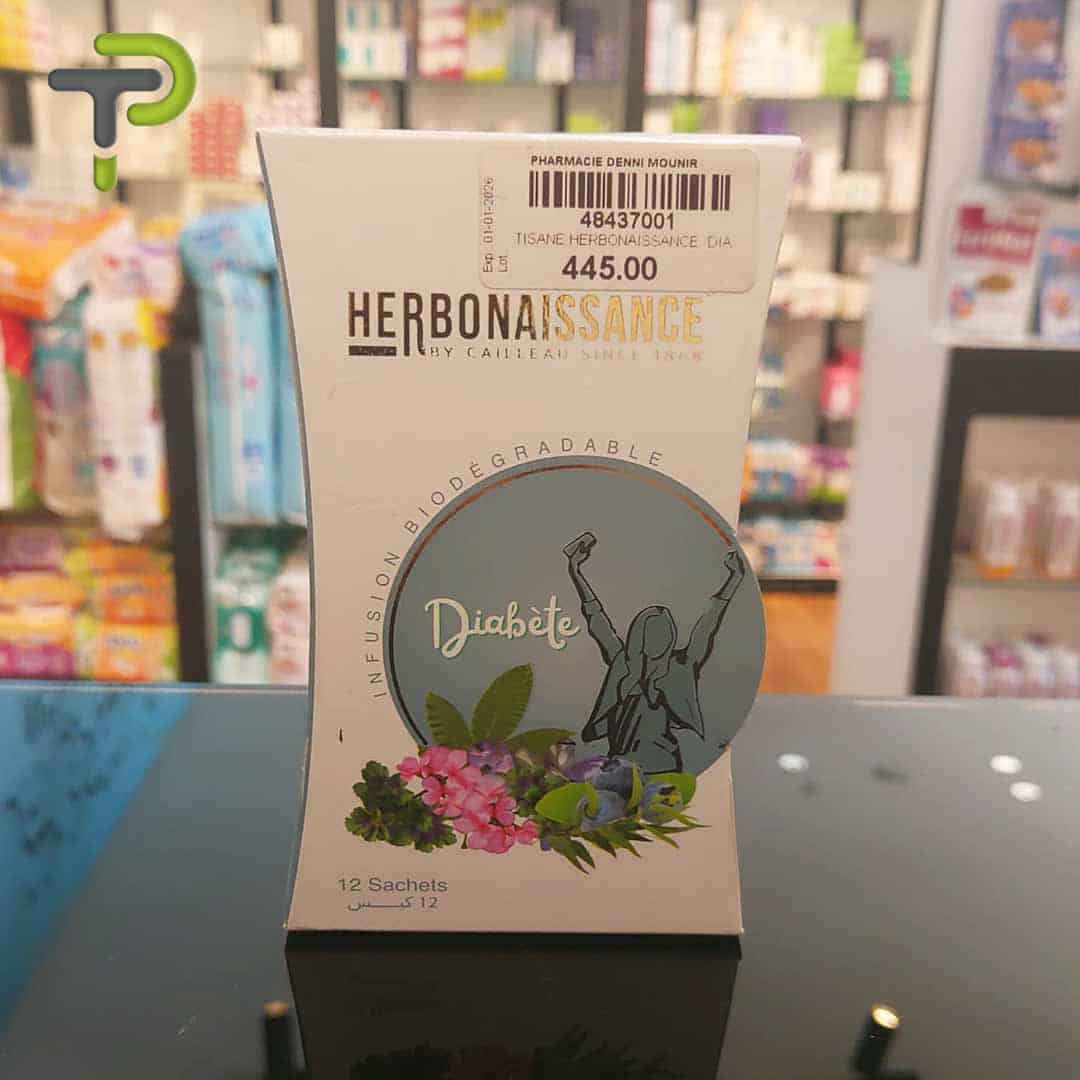 PHARMACIE DENNI MOUNIR
Exp : 01-01-2026
Lot :
48437001
TISANE HERBONAISSANCE DIA
445.00
HERBONAISSANCE
BY CAILLEAU SINCE 1868
INFUSION BIODÉGRADABLE
Diabète
12 Sachets
12 كيس